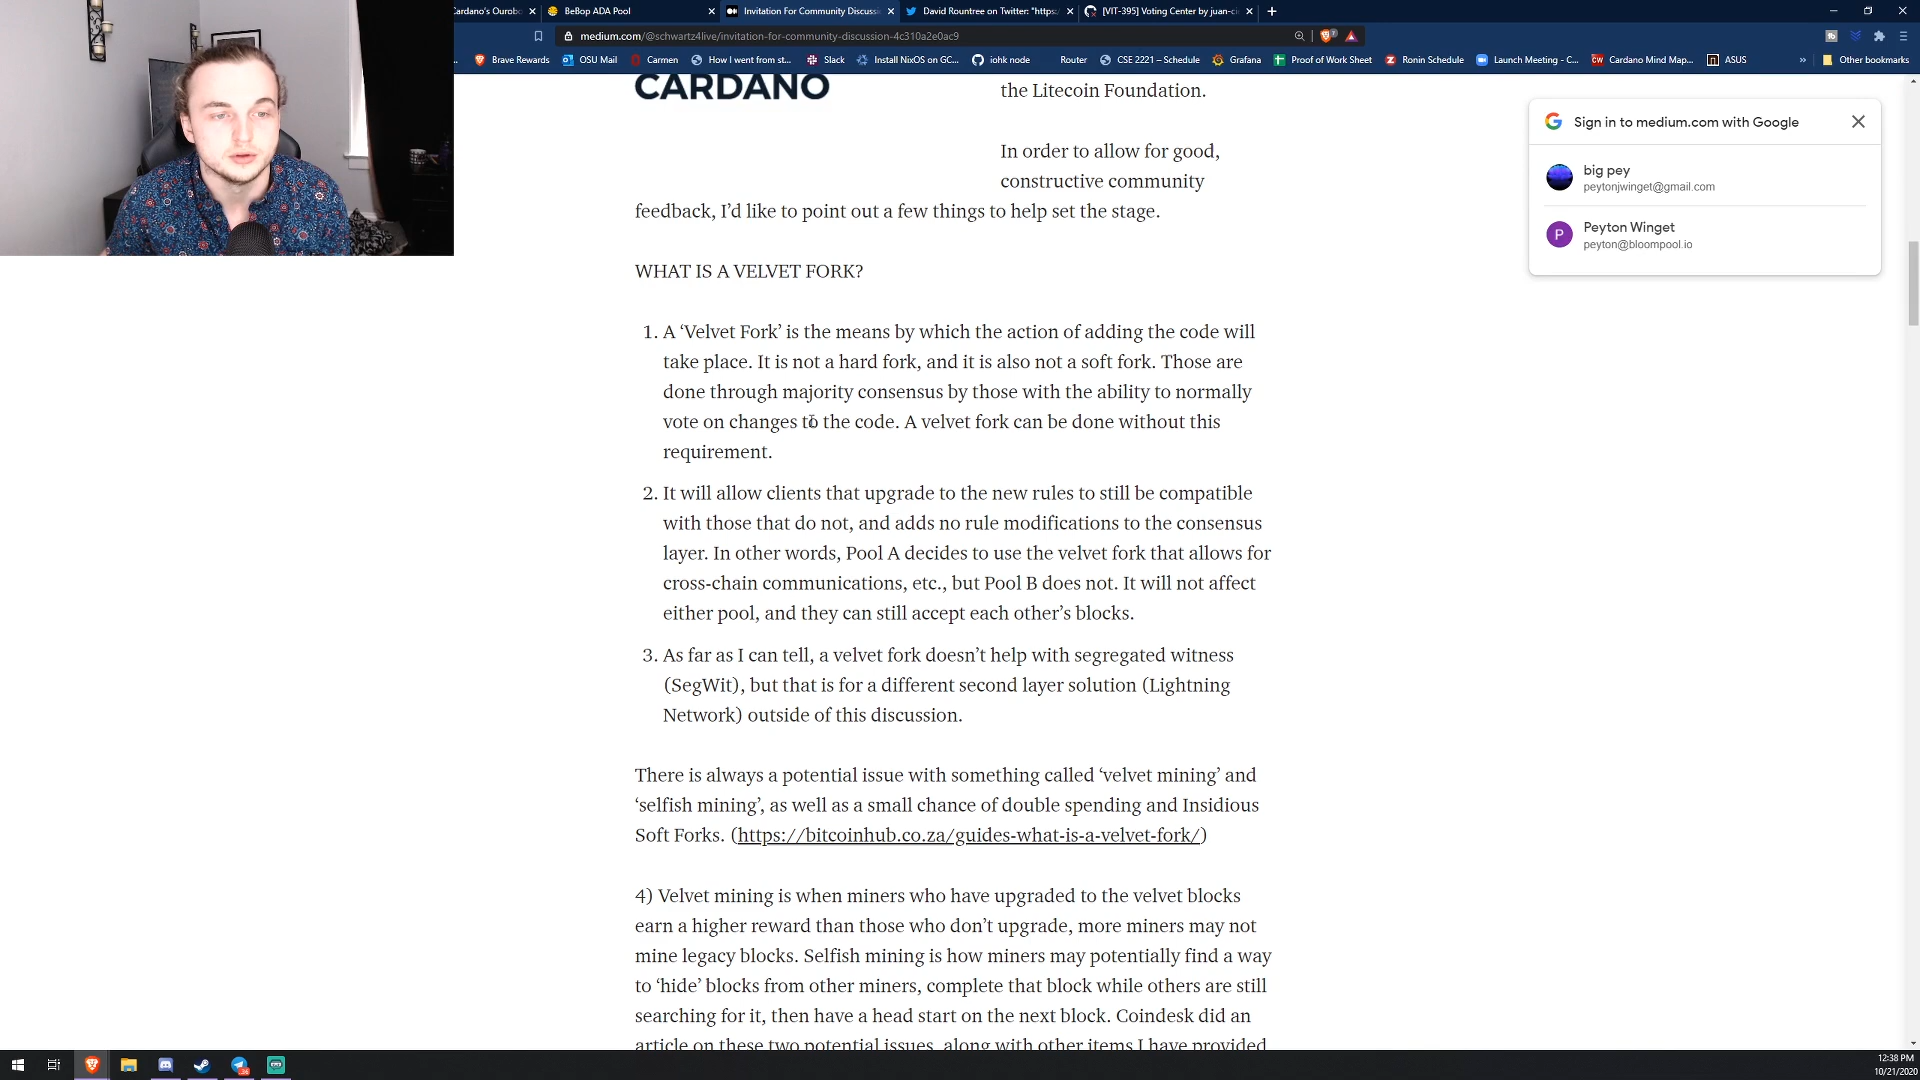 Cardano's Ourobo
BeBop ADA Pool
Invitation For Community Discussi
David Rountree on Twitter: "https:
[VIT-395] Voting Center by juan-ci
medium.com/@schwartz4live/invitation-for-community-discussion-4c310a2e0ac9
Brave Rewards
OSU Mail
Carmen
How I went from st...
Slack
Install NixOS on GC...
iohk node
Router
CSE 2221 – Schedule
Grafana
Proof of Work Sheet
Ronin Schedule
Launch Meeting - C...
Cardano Mind Map...
ASUS
Other bookmarks
CARDANO
the Litecoin Foundation.
In order to allow for good,
constructive community
feedback, I'd like to point out a few things to help set the stage.
WHAT IS A VELVET FORK?
1. A ‘Velvet Fork’ is the means by which the action of adding the code will
take place. It is not a hard fork, and it is also not a soft fork. Those are
done through majority consensus by those with the ability to normally
vote on changes to the code. A velvet fork can be done without this
requirement.
2. It will allow clients that upgrade to the new rules to still be compatible
with those that do not, and adds no rule modifications to the consensus
layer. In other words, Pool A decides to use the velvet fork that allows for
cross-chain communications, etc., but Pool B does not. It will not affect
either pool, and they can still accept each other’s blocks.
3. As far as I can tell, a velvet fork doesn’t help with segregated witness
(SegWit), but that is for a different second layer solution (Lightning
Network) outside of this discussion.
There is always a potential issue with something called ‘velvet mining’ and
‘selfish mining’, as well as a small chance of double spending and Insidious
Soft Forks. (https://bitcoinhub.co.za/guides-what-is-a-velvet-fork/)
4) Velvet mining is when miners who have upgraded to the velvet blocks
earn a higher reward than those who don’t upgrade, more miners may not
mine legacy blocks. Selfish mining is how miners may potentially find a way
to ‘hide’ blocks from other miners, complete that block while others are still
searching for it, then have a head start on the next block. Coindesk did an
article on these two potential issues, along with other items I have provided
Sign in to medium.com with Google
big pey
peytonjwinget@gmail.com
P
Peyton Winget
peyton@bloompool.io
12:38 PM
10/21/2020